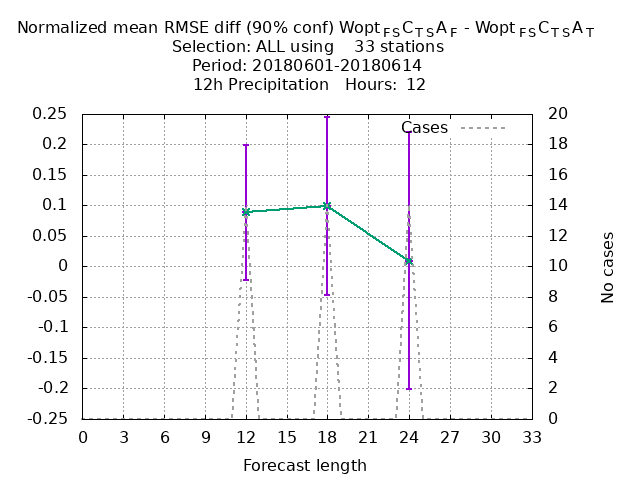 Normalized mean RMSE diff (90% conf) Wopt FS C TS A F - Wopt FS C TS A T
Selection: ALL using 33 stations
Period: 20180601-20180614
12h Precipitation Hours: 12
Cases
0.25
0.2
0.15
0.1
0.05
0
-0.05
-0.1
-0.15
-0.2
-0.25
20
18
16
14
12
10
8
6
4
2
0
No cases
0 3 6 9 12 15 18 21 24 27 30 33
Forecast length